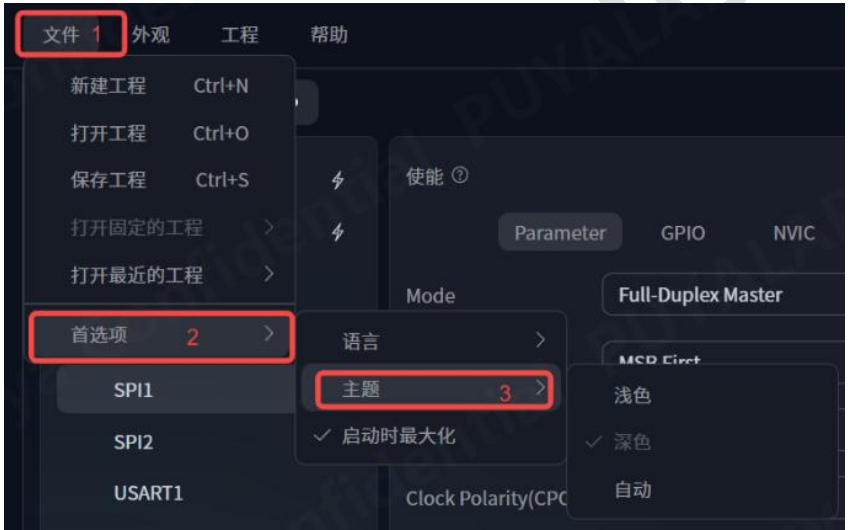 文件 1 外观 工程 帮助
新建工程 Ctrl+N
打开工程 Ctrl+O
保存工程 Ctrl+S
打开固定的工程
打开最近的工程
首选项 2
SPI1
SPI2
USART1
语言
主题 3
启动时最大化
浅色
深色
自动
使能
Parameter GPIO NVIC
Mode Full-Duplex Master
MSB First
Clock Polarity(CPO